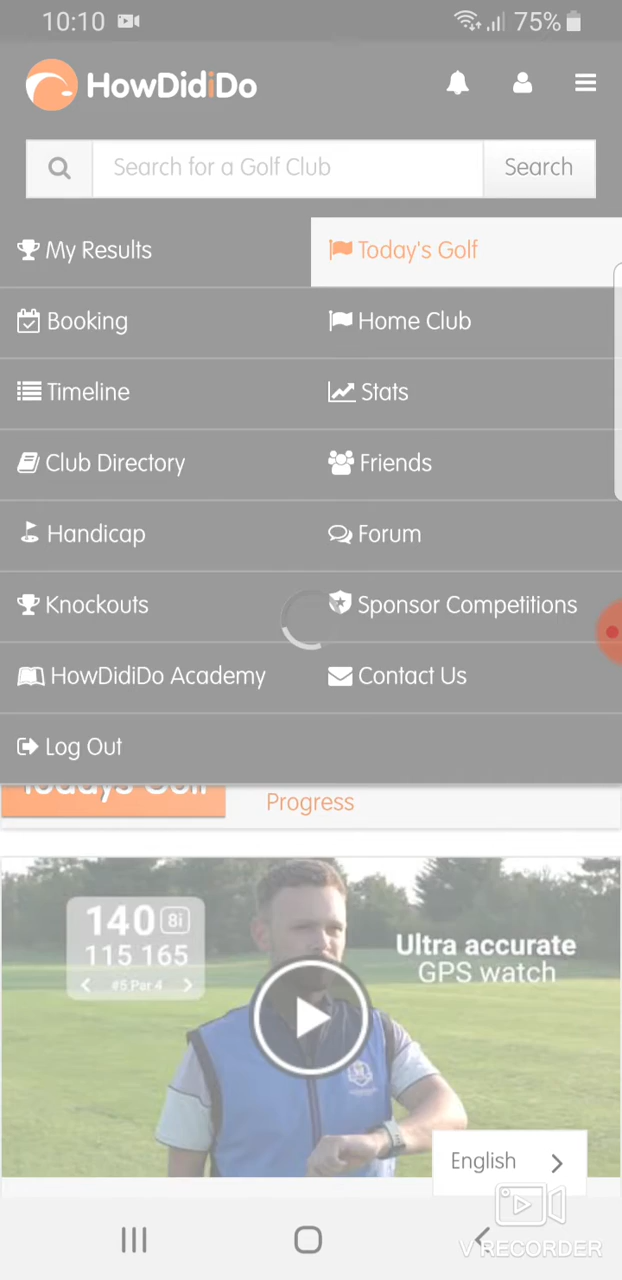 10:10
75%
HowDidiDo
Search for a Golf Club
Search
My Results
Today's Golf
Booking
Home Club
Timeline
Stats
Club Directory
Friends
Handicap
Forum
Knockouts
Sponsor Competitions
HowDidiDo Academy
Contact Us
Log Out
Todays Golf
Progress
140 8i
115 165
#5 Par 4
Ultra accurate
GPS watch
English
V RECORDER